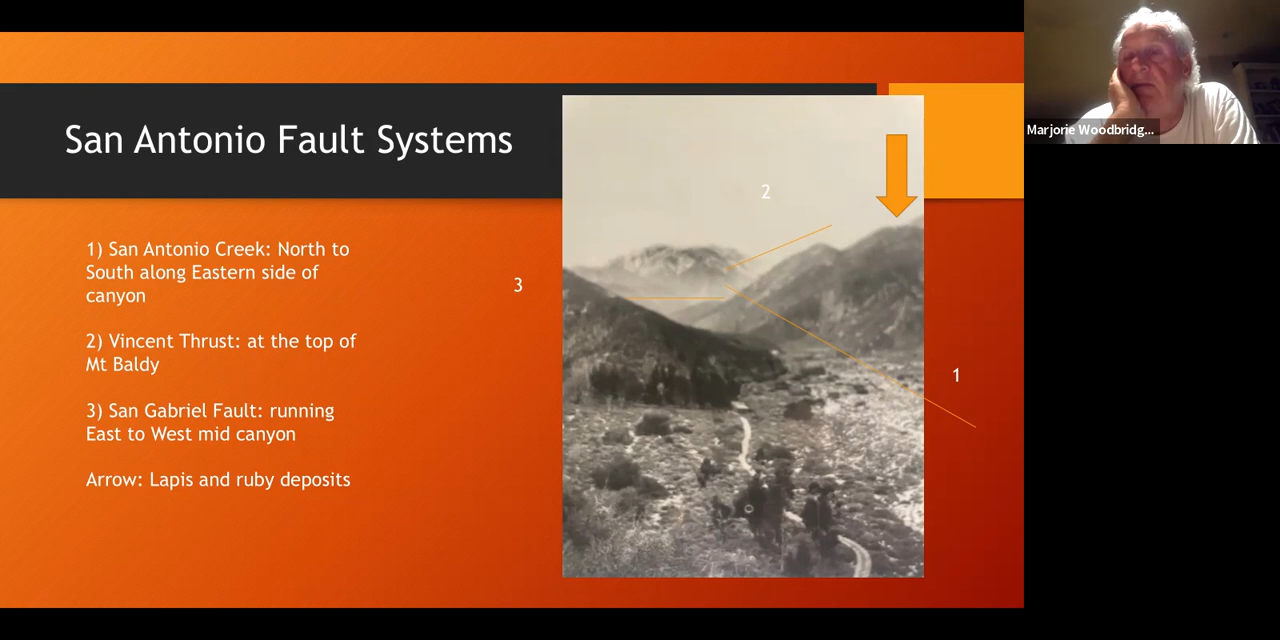 San Antonio Fault Systems
1) San Antonio Creek: North to
South along Eastern side of
canyon
2) Vincent Thrust: at the top of
Mt Baldy
3) San Gabriel Fault: running
East to West mid canyon
Arrow: Lapis and ruby deposits
2
3
1
Marjorie Woodbridg...